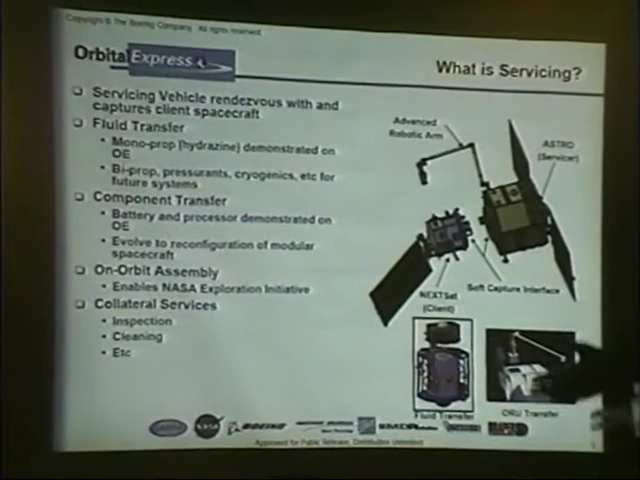 Copyright © The Boeing Company. All rights reserved
Orbital Express
What is Servicing?
❑ Servicing Vehicle rendezvous with and
captures client spacecraft
❑ Fluid Transfer
• Mono-prop (hydrazine) demonstrated on
OE
• Bi-prop, pressurants, cryogenics, etc for
future systems
❑ Component Transfer
• Battery and processor demonstrated on
OE
• Evolve to reconfiguration of modular
spacecraft
❑ On-Orbit Assembly
• Enables NASA Exploration Initiative
❑ Collateral Services
• Inspection
• Cleaning
• Etc
Advanced
Robotic Arm
ASTRO
(Servicer)
NEXTSat
(Client)
Soft Capture Interface
Fluid Transfer
ORU Transfer
NASA
BOEING
Approved for Public Release, Distribution Unlimited